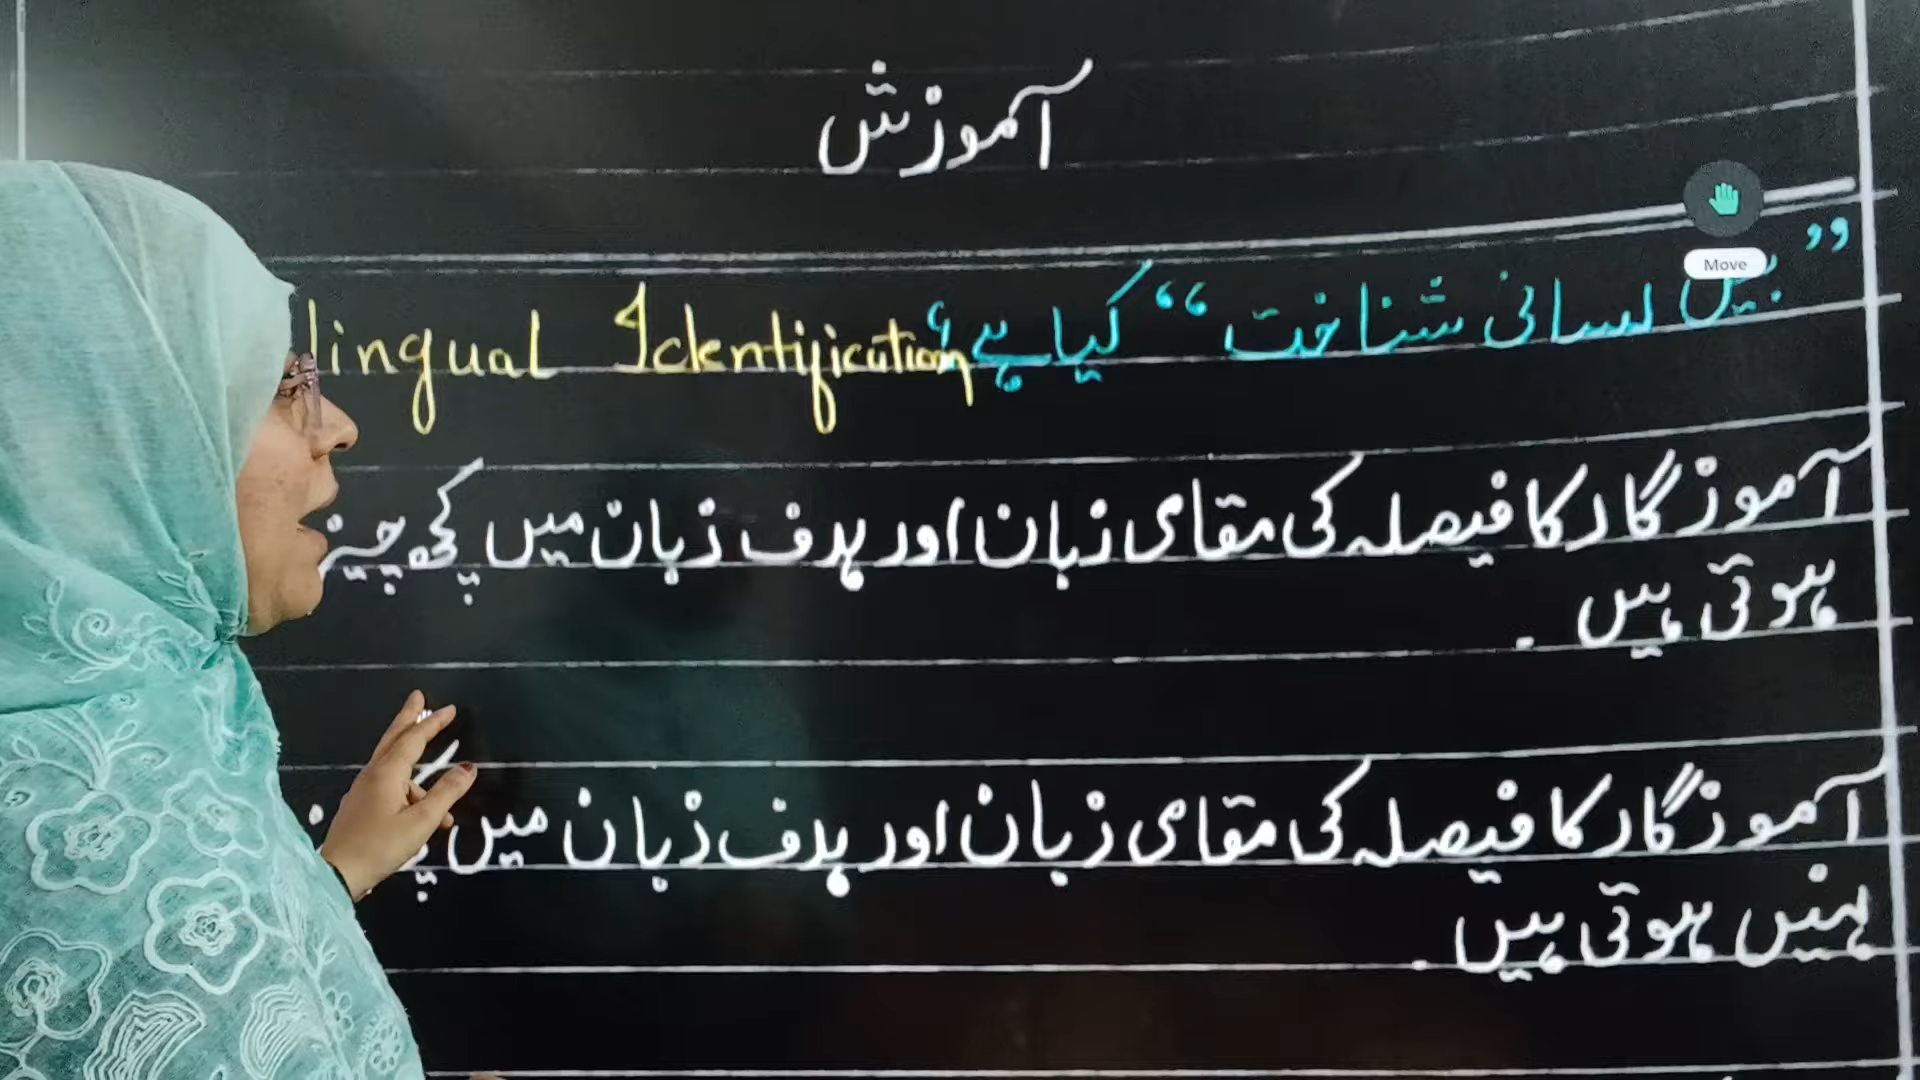 آموزش
Move
”بین لسانی شناخت“ کیا ہے؟ lingual Identification
آموزگار کا فیصلہ کی مقامی زبان اور ہدف زبان میں کچھ چیز
ہوتی ہیں ۔
آموزگار کا فیصلہ کی مقامی زبان اور ہدف زبان میں
نہیں ہوتی ہیں ۔